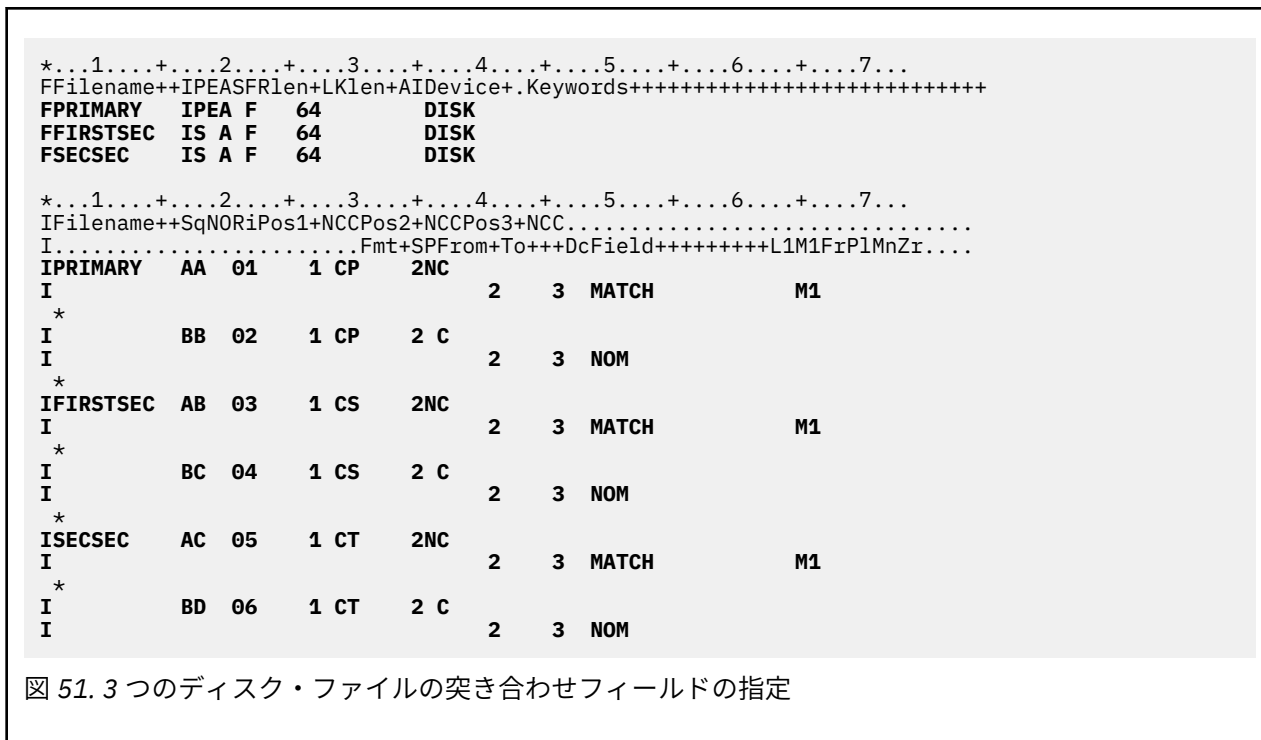 *...1....+....2....+....3....+....4....+....5....+....6....+....7...
FFilename++IPEASFRlen+LKlen+AIDevice+.Keywords++++++++++++++++++++++++++++
FPRIMARY   IPEA F   64        DISK
FFIRSTSEC  IS A F   64        DISK
FSECSEC    IS A F   64        DISK
*...1....+....2....+....3....+....4....+....5....+....6....+....7...
IFilename++SqNORiPos1+NCCPos2+NCCPos3+NCC................................
I.........................Fmt+SPFrom+To+++DcField+++++++++L1M1FrPlMnZr....
IPRIMARY   AA  01    1 CP    2NC
I                                  2    3  MATCH           M1
 *
I          BB  02    1 CP    2 C
I                                  2    3  NOM
 *
IFIRSTSEC  AB  03    1 CS    2NC
I                                  2    3  MATCH           M1
 *
I          BC  04    1 CS    2 C
I                                  2    3  NOM
 *
ISECSEC    AC  05    1 CT    2NC
I                                  2    3  MATCH           M1
 *
I          BD  06    1 CT    2 C
I                                  2    3  NOM
図 51. 3 つのディスク・ファイルの突き合わせフィールドの指定